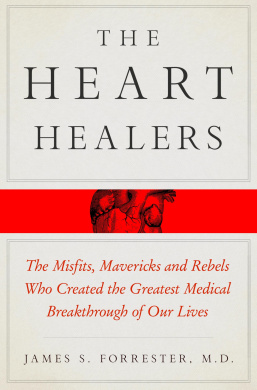 THE
HEART
HEALERS
The Misfits, Mavericks and Rebels
Who Created the Greatest Medical
Breakthrough of Our Lives
JAMES S. FORRESTER, M.D.